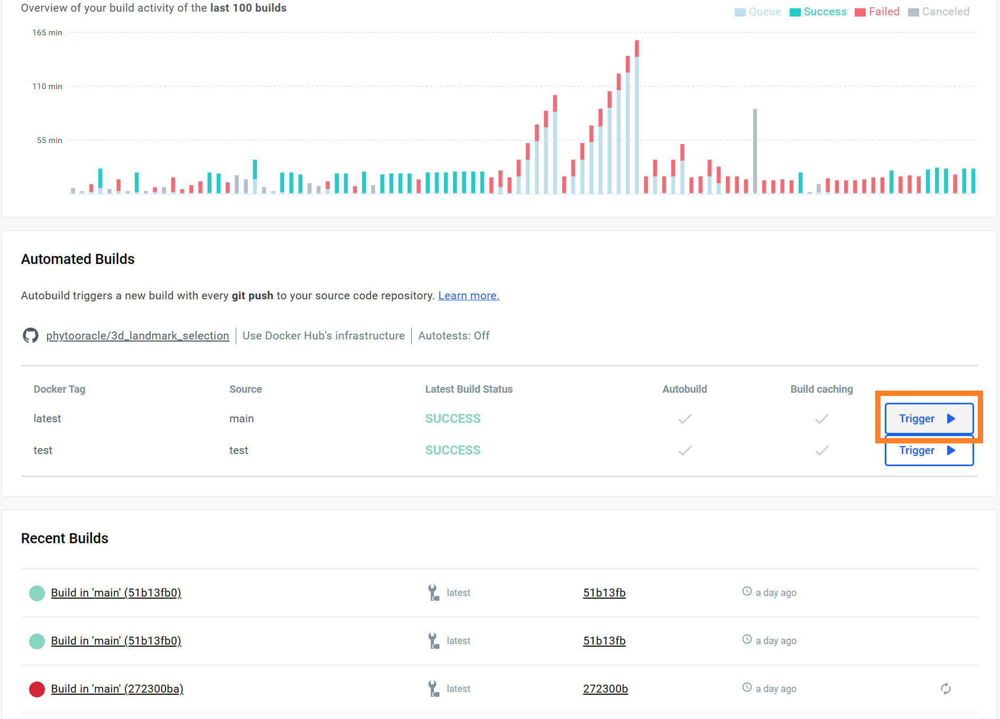 Overview of your build activity of the last 100 builds
Queue Success Failed Canceled
165 min
110 min
55 min
Automated Builds
Autobuild triggers a new build with every git push to your source code repository. Learn more.
phytooracle/3d_landmark_selection Use Docker Hub's infrastructure Autotests: Off
Docker Tag Source Latest Build Status Autobuild Build caching
latest main SUCCESS Trigger
test test SUCCESS Trigger
Recent Builds
Build in 'main' (51b13fb0) latest 51b13fb a day ago
Build in 'main' (51b13fb0) latest 51b13fb a day ago
Build in 'main' (272300ba) latest 272300b a day ago